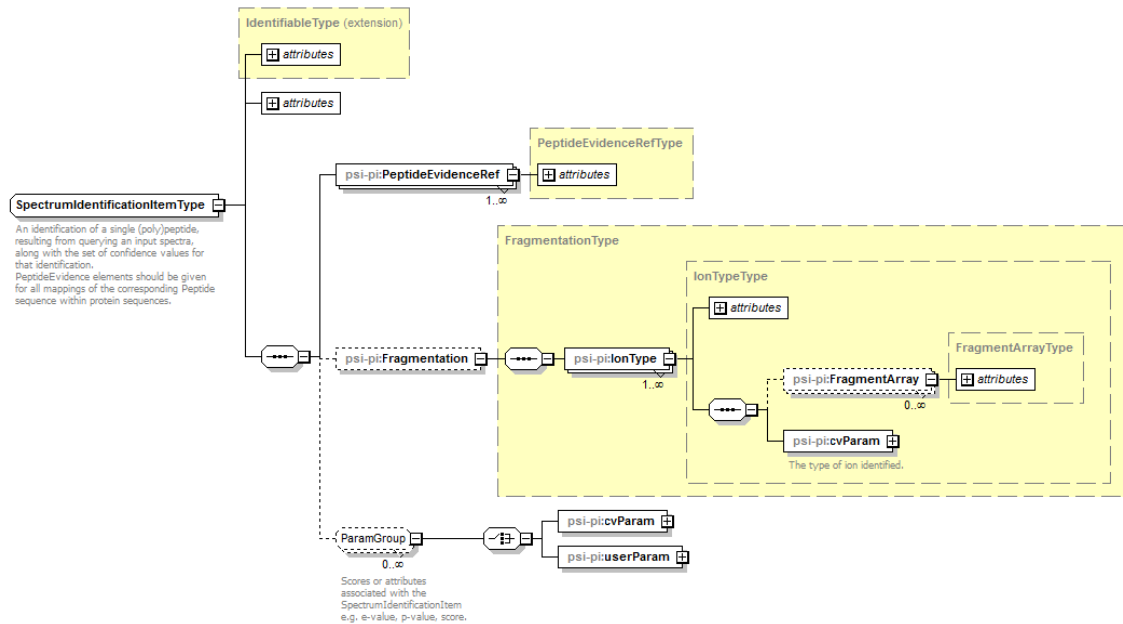 IdentifiableType (extension)
attributes
attributes
PeptideEvidenceRefType
psi-pi:PeptideEvidenceRef
attributes
1..∞
SpectrumIdentificationItemType
An identification of a single (poly)peptide,
resulting from querying an input spectra,
along with the set of confidence values for
that identification.
PeptideEvidence elements should be given
for all mappings of the corresponding Peptide
sequence within protein sequences.
FragmentationType
IonTypeType
attributes
psi-pi:Fragmentation
psi-pi:IonType
1..∞
FragmentArrayType
psi-pi:FragmentArray
attributes
0..∞
psi-pi:cvParam
The type of ion identified.
ParamGroup
0..∞
Scores or attributes
associated with the
SpectrumIdentificationItem
e.g. e-value, p-value, score.
psi-pi:cvParam
psi-pi:userParam